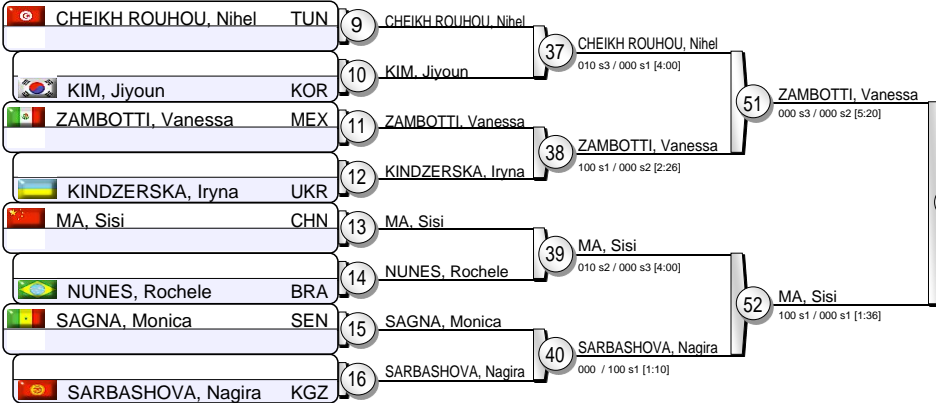 CHEIKH ROUHOU, Nihel TUN
9
CHEIKH ROUHOU, Nihel
37
CHEIKH ROUHOU, Nihel
010 s3 / 000 s1 [4:00]
10
KIM, Jiyoun
KIM, Jiyoun KOR
51
ZAMBOTTI, Vanessa
000 s3 / 000 s2 [5:20]
ZAMBOTTI, Vanessa MEX
11
ZAMBOTTI, Vanessa
38
ZAMBOTTI, Vanessa
100 s1 / 000 s2 [2:26]
12
KINDZERSKA, Iryna
KINDZERSKA, Iryna UKR
MA, Sisi CHN
13
MA, Sisi
39
MA, Sisi
010 s2 / 000 s3 [4:00]
14
NUNES, Rochele
NUNES, Rochele BRA
52
MA, Sisi
100 s1 / 000 s1 [1:36]
SAGNA, Monica SEN
15
SAGNA, Monica
40
SARBASHOVA, Nagira
000 / 100 s1 [1:10]
16
SARBASHOVA, Nagira
SARBASHOVA, Nagira KGZ